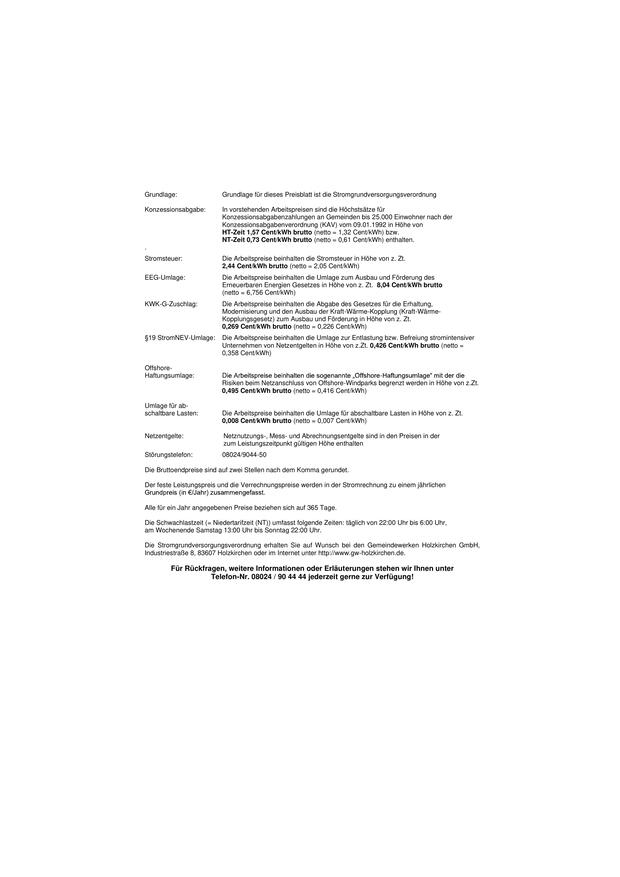 Grundlage: Grundlage für dieses Preisblatt ist die Stromgrundversorgungsverordnung
Konzessionsabgabe: In vorstehenden Arbeitspreisen sind die Höchstsätze für
Konzessionsabgabenzahlungen an Gemeinden bis 25.000 Einwohner nach der
Konzessionsabgabenverordnung (KAV) vom 09.01.1992 in Höhe von
HT-Zeit 1,57 Cent/kWh brutto (netto = 1,32 Cent/kWh) bzw.
NT-Zeit 0,73 Cent/kWh brutto (netto = 0,61 Cent/kWh) enthalten.
.
Stromsteuer: Die Arbeitspreise beinhalten die Stromsteuer in Höhe von z. Zt.
2,44 Cent/kWh brutto (netto = 2,05 Cent/kWh)
EEG-Umlage: Die Arbeitspreise beinhalten die Umlage zum Ausbau und Förderung des
Erneuerbaren Energien Gesetzes in Höhe von z. Zt. 8,04 Cent/kWh brutto
(netto = 6,756 Cent/kWh)
KWK-G-Zuschlag: Die Arbeitspreise beinhalten die Abgabe des Gesetzes für die Erhaltung,
Modernisierung und den Ausbau der Kraft-Wärme-Kopplung (Kraft-Wärme-
Kopplungsgesetz) zum Ausbau und Förderung in Höhe von z. Zt.
0,269 Cent/kWh brutto (netto = 0,226 Cent/kWh)
§19 StromNEV-Umlage: Die Arbeitspreise beinhalten die Umlage zur Entlastung bzw. Befreiung stromintensiver
Unternehmen von Netzentgelten in Höhe von z.Zt. 0,426 Cent/kWh brutto (netto =
0,358 Cent/kWh)
Offshore-
Haftungsumlage: Die Arbeitspreise beinhalten die sogenannte „Offshore-Haftungsumlage" mit der die
Risiken beim Netzanschluss von Offshore-Windparks begrenzt werden in Höhe von z.Zt.
0,495 Cent/kWh brutto (netto = 0,416 Cent/kWh)
Umlage für ab-
schaltbare Lasten: Die Arbeitspreise beinhalten die Umlage für abschaltbare Lasten in Höhe von z. Zt.
0,008 Cent/kWh brutto (netto = 0,007 Cent/kWh)
Netzentgelte: Netznutzungs-, Mess- und Abrechnungsentgelte sind in den Preisen in der
zum Leistungszeitpunkt gültigen Höhe enthalten
Störungstelefon: 08024/9044-50
Die Bruttoendpreise sind auf zwei Stellen nach dem Komma gerundet.
Der feste Leistungspreis und die Verrechnungspreise werden in der Stromrechnung zu einem jährlichen
Grundpreis (in €/Jahr) zusammengefasst.
Alle für ein Jahr angegebenen Preise beziehen sich auf 365 Tage.
Die Schwachlastzeit (= Niedertarifzeit (NT)) umfasst folgende Zeiten: täglich von 22:00 Uhr bis 6:00 Uhr,
am Wochenende Samstag 13:00 Uhr bis Sonntag 22:00 Uhr.
Die Stromgrundversorgungsverordnung erhalten Sie auf Wunsch bei den Gemeindewerken Holzkirchen GmbH,
Industriestraße 8, 83607 Holzkirchen oder im Internet unter http://www.gw-holzkirchen.de.
Für Rückfragen, weitere Informationen oder Erläuterungen stehen wir Ihnen unter
Telefon-Nr. 08024 / 90 44 44 jederzeit gerne zur Verfügung!